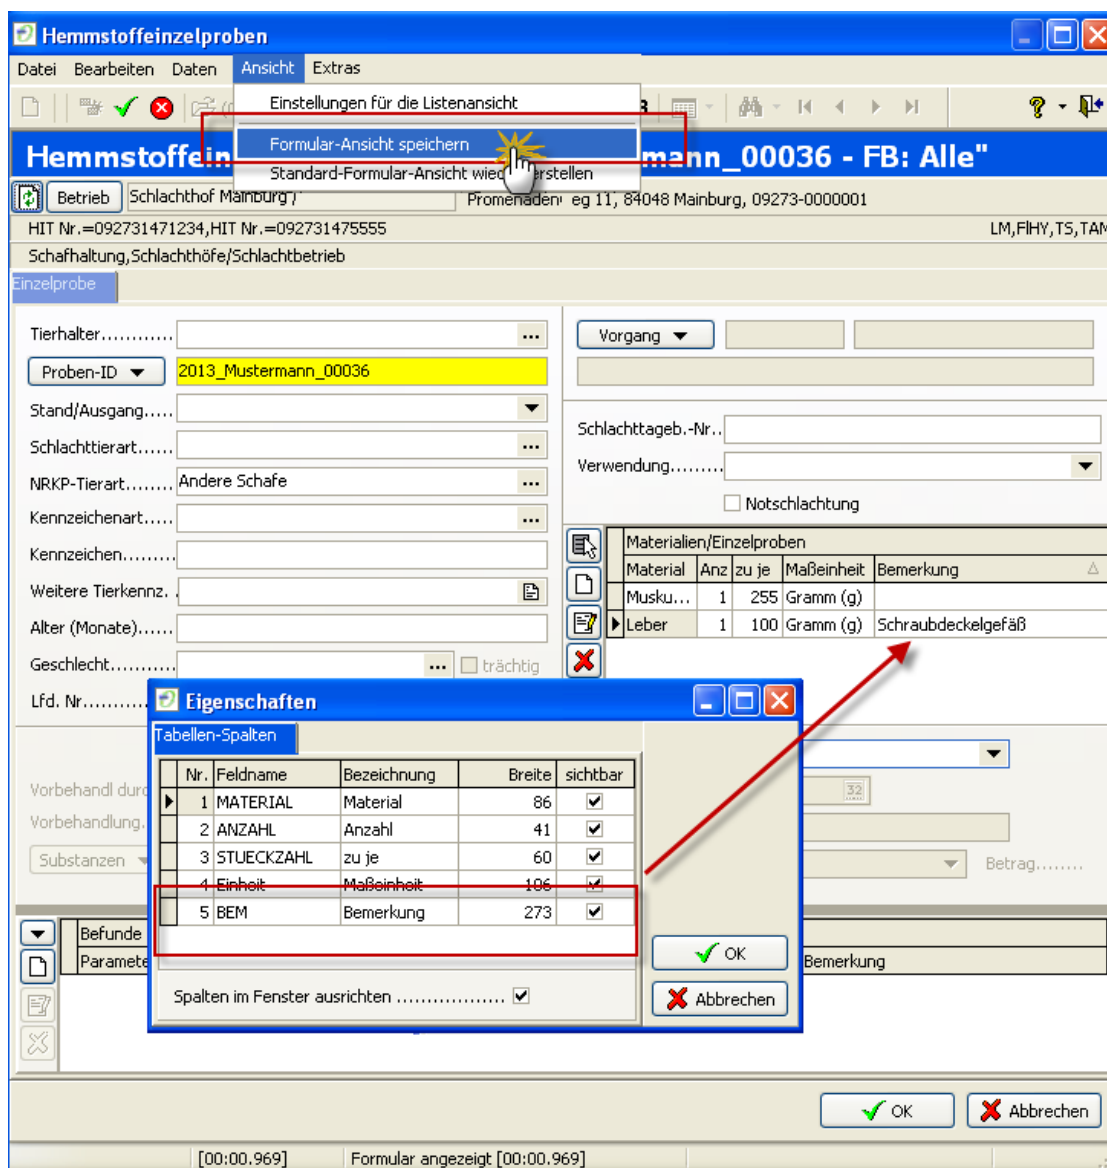 Hemmstoffeinzelproben
Datei Bearbeiten Daten Ansicht Extras
Einstellungen für die Listenansicht
Formular-Ansicht speichern
Standard-Formular-Ansicht
Hemmstoffein mann_00036 - FB: Alle"
Betrieb Schlachthof Mainburg / Promenaden eg 11, 84048 Mainburg, 09273-0000001
HIT Nr.=092731471234,HIT Nr.=092731475555 LM,FlHY,TS,TAM
Schafhaltung,Schlachthöfe/Schlachtbetrieb
Einzelprobe
Tierhalter............ ...
Vorgang
Proben-ID 2013_Mustermann_00036
Stand/Ausgang.....
Schlachttageb.-Nr..
Schlachttierart...... ...
Verwendung.........
NRKP-Tierart........ Andere Schafe ...
Notschlachtung
Kennzeichenart..... ...
Kennzeichen.........
Weitere Tierkennz. .
Alter (Monate)......
Geschlecht........... ... trächtig
Lfd. Nr...........
Materialien/Einzelproben
Material Anz zu je Maßeinheit Bemerkung
Musku... 1 255 Gramm (g)
Leber 1 100 Gramm (g) Schraubdeckelgefäß
Eigenschaften
Tabellen-Spalten
Nr. Feldname Bezeichnung Breite sichtbar
1 MATERIAL Material 86
2 ANZAHL Anzahl 41
3 STUECKZAHL zu je 60
4 Einheit Maßeinheit 106
5 BEM Bemerkung 273
Spalten im Fenster ausrichten ..................
OK
Abbrechen
Vorbehandl durc
32
Vorbehandlung.
Substanzen
Betrag........
Befunde
Paramete
Bemerkung
OK Abbrechen
[00:00.969] Formular angezeigt [00:00.969]